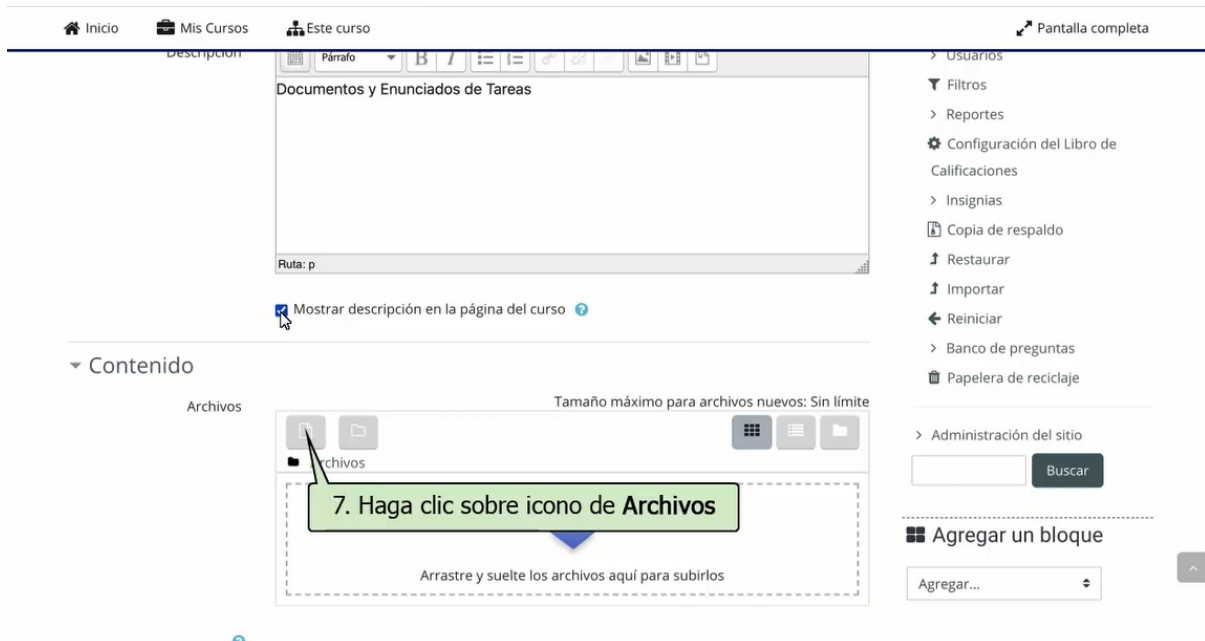 Inicio
Mis Cursos
Este curso
Pantalla completa
Descripción
Párrafo
B
I
Documentos y Enunciados de Tareas
Ruta: p
Mostrar descripción en la página del curso
Contenido
Archivos
Tamaño máximo para archivos nuevos: Sin límite
Archivos
7. Haga clic sobre icono de Archivos
Arrastre y suelte los archivos aquí para subirlos
Usuarios
Filtros
Reportes
Configuración del Libro de
Calificaciones
Insignias
Copia de respaldo
Restaurar
Importar
Reiniciar
Banco de preguntas
Papelera de reciclaje
Administración del sitio
Buscar
Agregar un bloque
Agregar...